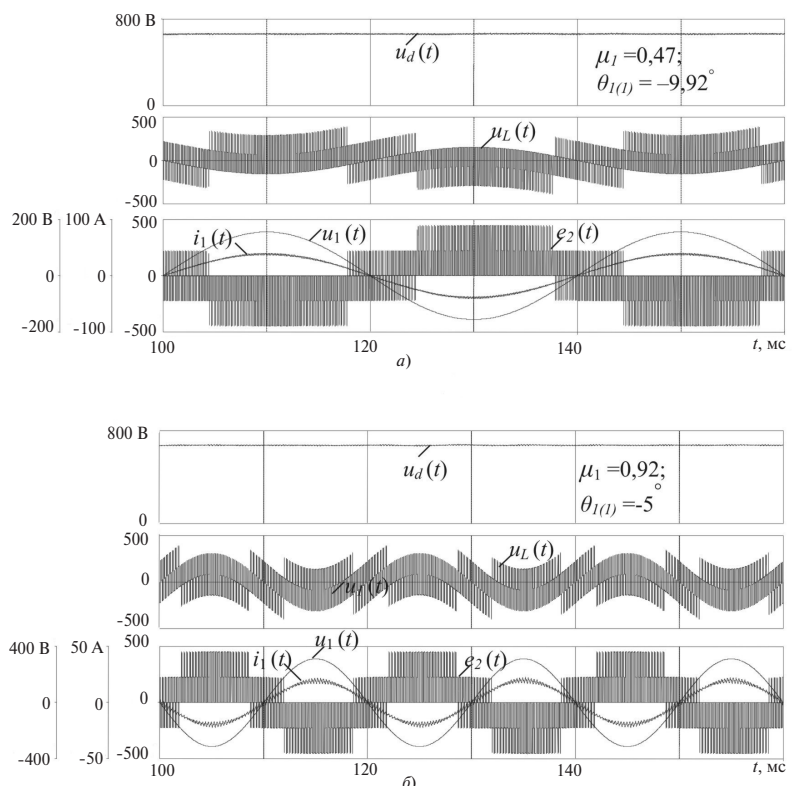 800 В
u_d(t)
μ_1=0,47;
θ_1(1) = –9,92°
0
500
u_L(t)
0
-500
200 В
100 А
500
i_1(t)
u_1(t)
e_2(t)
0
0
0
-200
-100
-500
100
120
140
t, мс
а)
800 В
u_d(t)
μ_1=0,92;
θ_1(1) =-5°
0
500
u_L(t)
0
-500
400 В
50 А
500
i_1(t)
u_1(t)
e_2(t)
0
0
0
-400
-50
-500
100
120
140
t, мс
б)